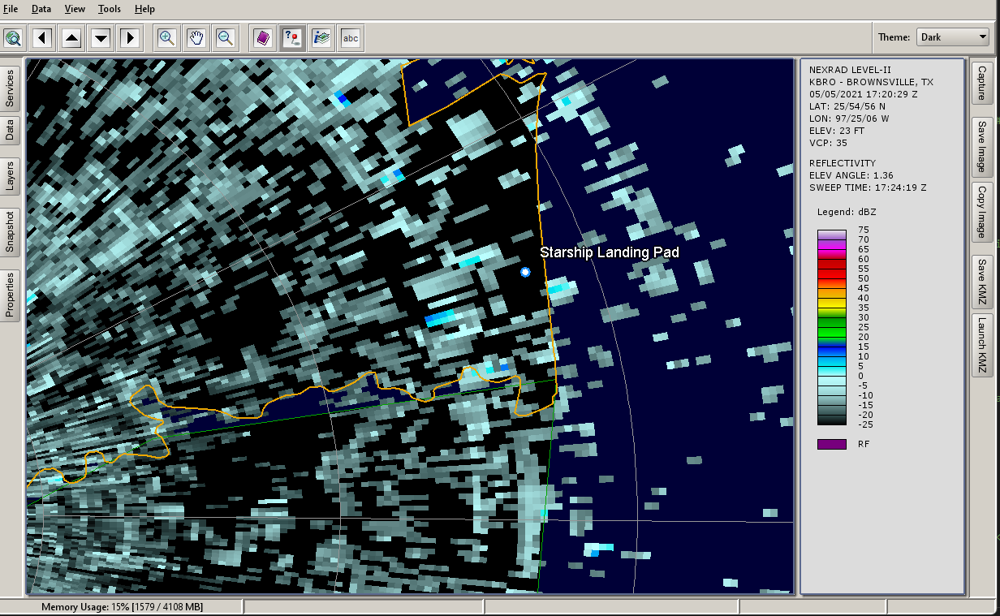 File Data View Tools Help
abc
Theme: Dark
Services
Data
Layers
Snapshot
Properties
Starship Landing Pad
NEXRAD LEVEL-II
KBRO - BROWNSVILLE, TX
05/05/2021 17:20:29 Z
LAT: 25/54/56 N
LON: 97/25/06 W
ELEV: 23 FT
VCP: 35
REFLECTIVITY
ELEV ANGLE: 1.36
SWEEP TIME: 17:24:19 Z
Legend: dBZ
75
70
65
60
55
50
45
40
35
30
25
20
15
10
5
0
-5
-10
-15
-20
-25
RF
Capture
Save Image
Copy Image
Save KMZ
Launch KMZ
Memory Usage: 15% [1579 / 4108 MB]